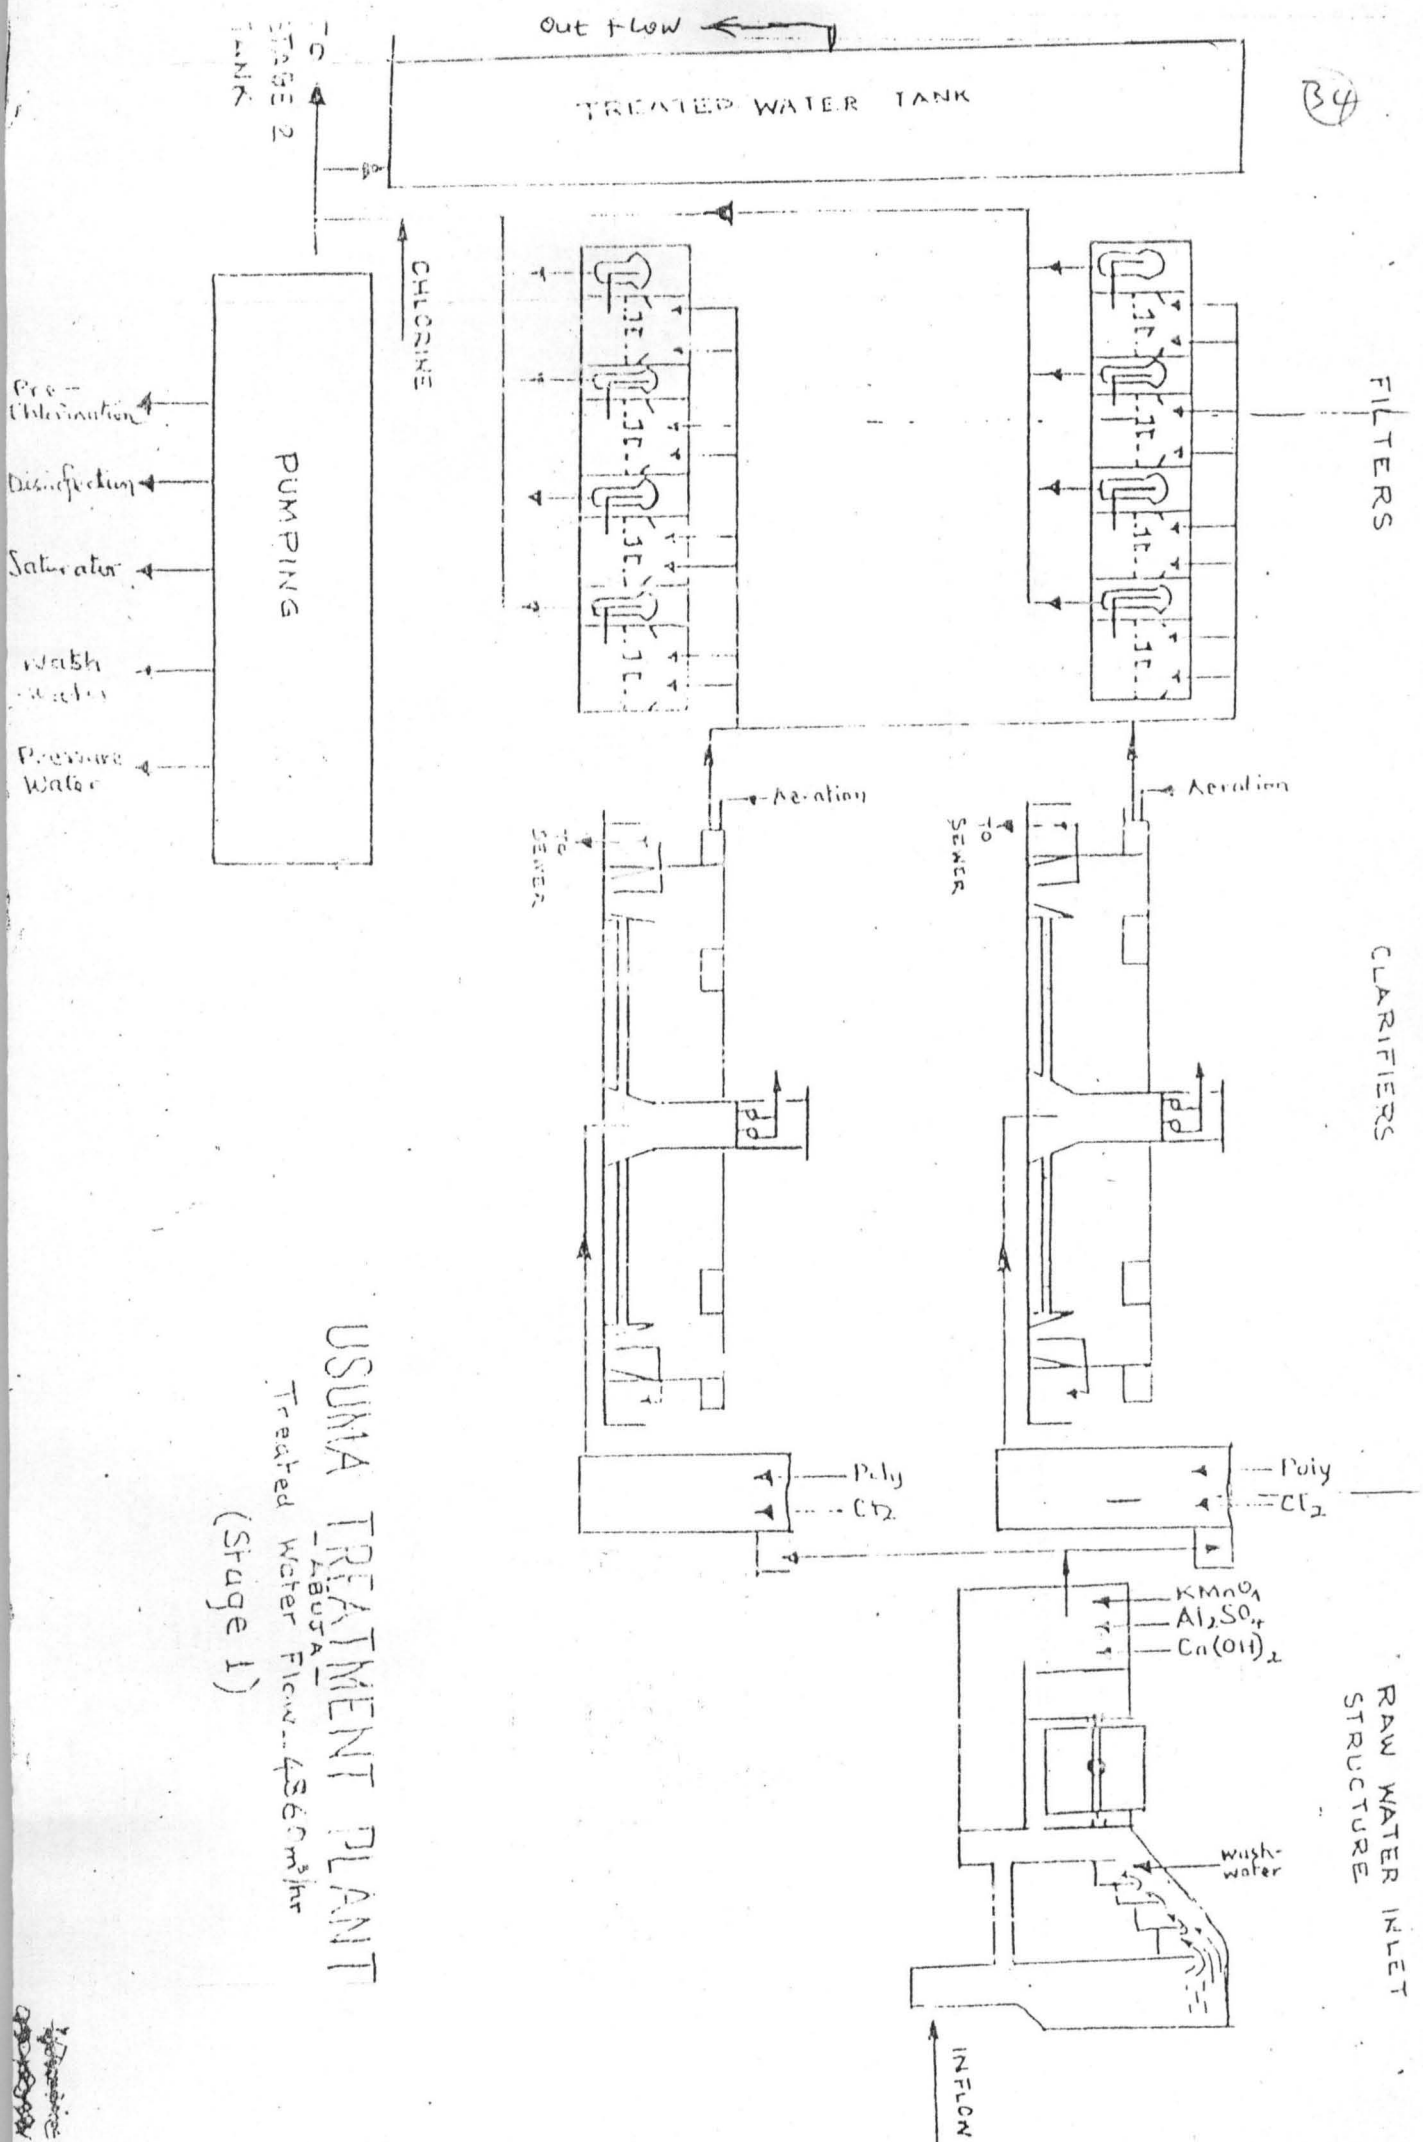 B4
RAW WATER INLET
STRUCTURE
CLARIFIERS
FILTERS
INFLOW
wash-
water
KMnO4
Al2SO4
Ca(OH)2
Poly
Cl2
Poly
Cl2
Aeration
TO
SEWER
Aeration
TO
SEWER
CHLORINE
TREATED WATER TANK
Out flow
TO
STAGE 2
TANK
PUMPING
Pre-
Chlorination
Disinfection
Saturator
Wash
water
Pressure
Water
USUMA TREATMENT PLANT
- ABUJA -
Treated Water Flow - 4360 m³/hr
(Stage 1)